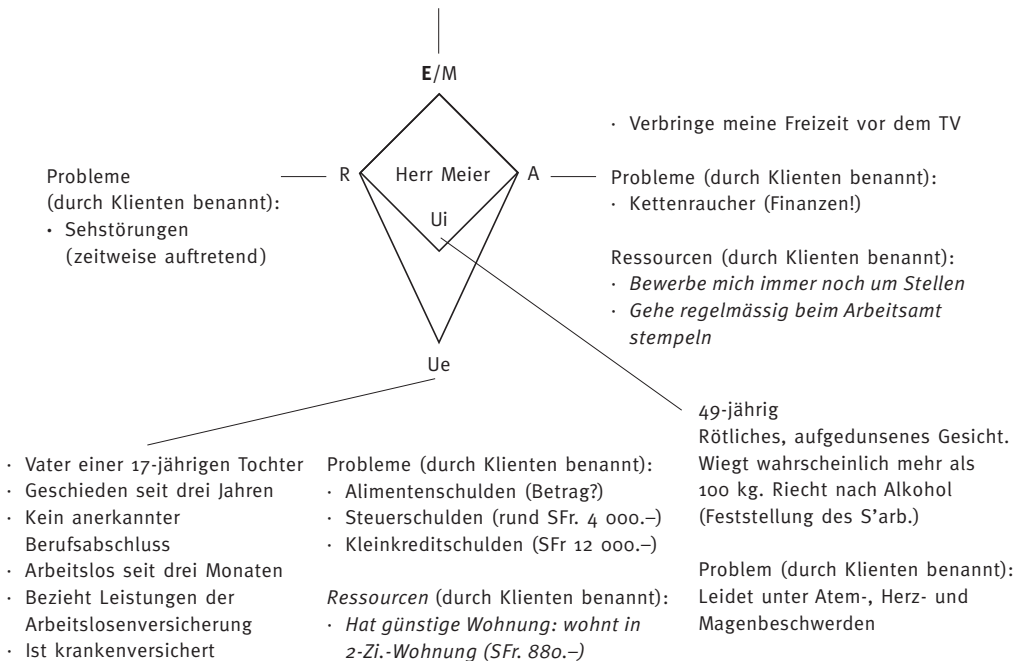 E/M
R
Herr Meier
A
Ui
Ue
Probleme
(durch Klienten benannt):
· Sehstörungen
(zeitweise auftretend)
· Verbringe meine Freizeit vor dem TV
Probleme (durch Klienten benannt):
· Kettenraucher (Finanzen!)
Ressourcen (durch Klienten benannt):
· Bewerbe mich immer noch um Stellen
· Gehe regelmässig beim Arbeitsamt
stempeln
49-jährig
Rötliches, aufgedunsenes Gesicht.
Wiegt wahrscheinlich mehr als
100 kg. Riecht nach Alkohol
(Feststellung des S'arb.)
Problem (durch Klienten benannt):
Leidet unter Atem-, Herz- und
Magenbeschwerden
· Vater einer 17-jährigen Tochter
· Geschieden seit drei Jahren
· Kein anerkannter
Berufsabschluss
· Arbeitslos seit drei Monaten
· Bezieht Leistungen der
Arbeitslosenversicherung
· Ist krankenversichert
Probleme (durch Klienten benannt):
· Alimentenschulden (Betrag?)
· Steuerschulden (rund SFr. 4 000.–)
· Kleinkreditschulden (SFr 12 000.–)
Ressourcen (durch Klienten benannt):
· Hat günstige Wohnung: wohnt in
2-Zi.-Wohnung (SFr. 880.–)